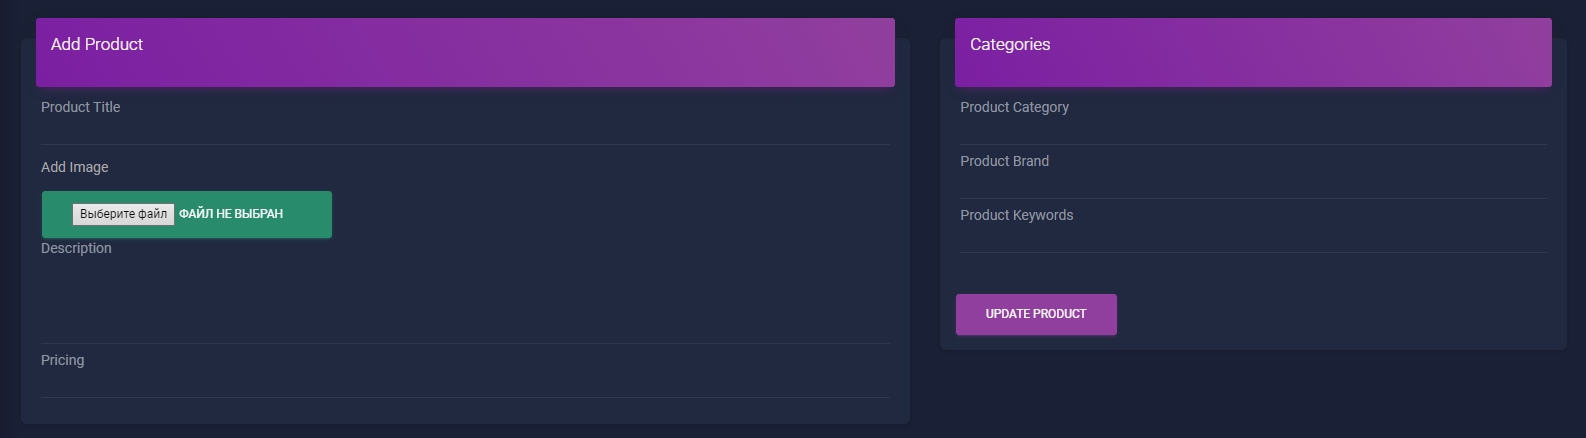 Add Product
Product Title
Add Image
Выберите файл ФАЙЛ НЕ ВЫБРАН
Description
Pricing
Categories
Product Category
Product Brand
Product Keywords
UPDATE PRODUCT